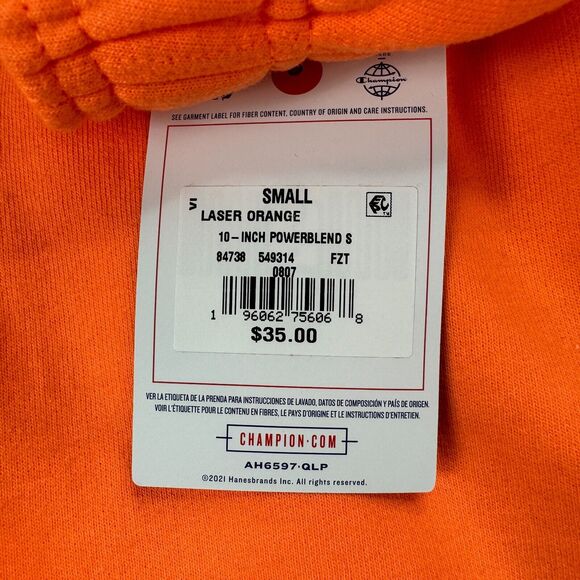 Champion
SEE GARMENT LABEL FOR FIBER CONTENT, COUNTRY OF ORIGIN AND CARE INSTRUCTIONS.
VI
SMALL
LASER ORANGE
10-INCH POWERBLEND S
84738 549314 FZT
0807
1 96062 75606 8
$35.00
VER LA ETIQUETA DE LA PRENDA PARA INSTRUCCIONES DE LAVADO, DATOS DE COMPOSICIÓN Y PAÍS DE ORIGEN.
VOIR L'ÉTIQUETTE POUR LE CONTENU EN FIBRES, LE PAYS D'ORIGINE ET LE INSTRUCTIONS D'ENTRETIEN.
CHAMPION·COM
AH6597·QLP
©2021 Hanesbrands Inc. All rights reserved.